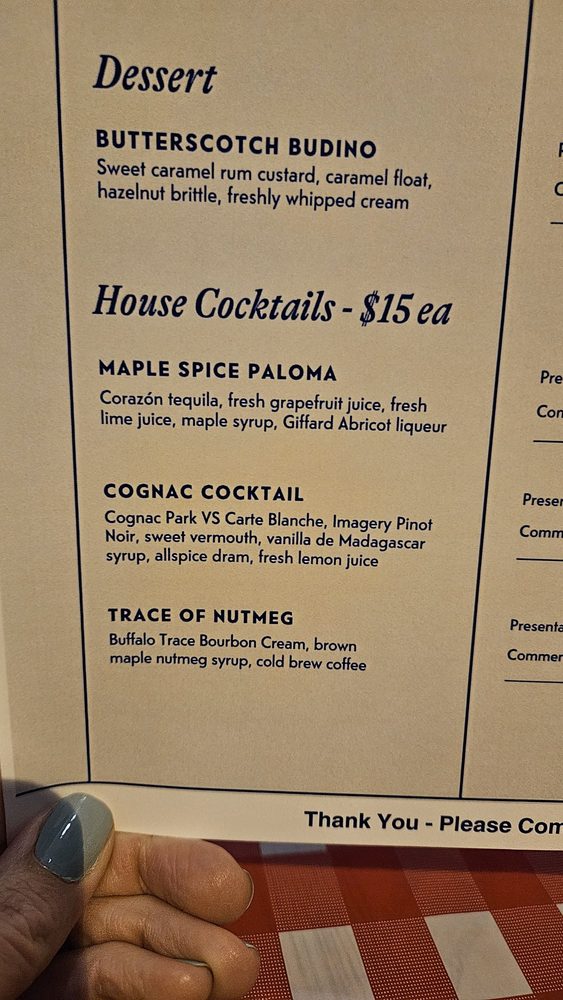 Dessert
BUTTERSCOTCH BUDINO
Sweet caramel rum custard, caramel float,
hazelnut brittle, freshly whipped cream
House Cocktails - $15 ea
MAPLE SPICE PALOMA
Corazón tequila, fresh grapefruit juice, fresh
lime juice, maple syrup, Giffard Abricot liqueur
COGNAC COCKTAIL
Cognac Park VS Carte Blanche, Imagery Pinot
Noir, sweet vermouth, vanilla de Madagascar
syrup, allspice dram, fresh lemon juice
TRACE OF NUTMEG
Buffalo Trace Bourbon Cream, brown
maple nutmeg syrup, cold brew coffee
Thank You - Please